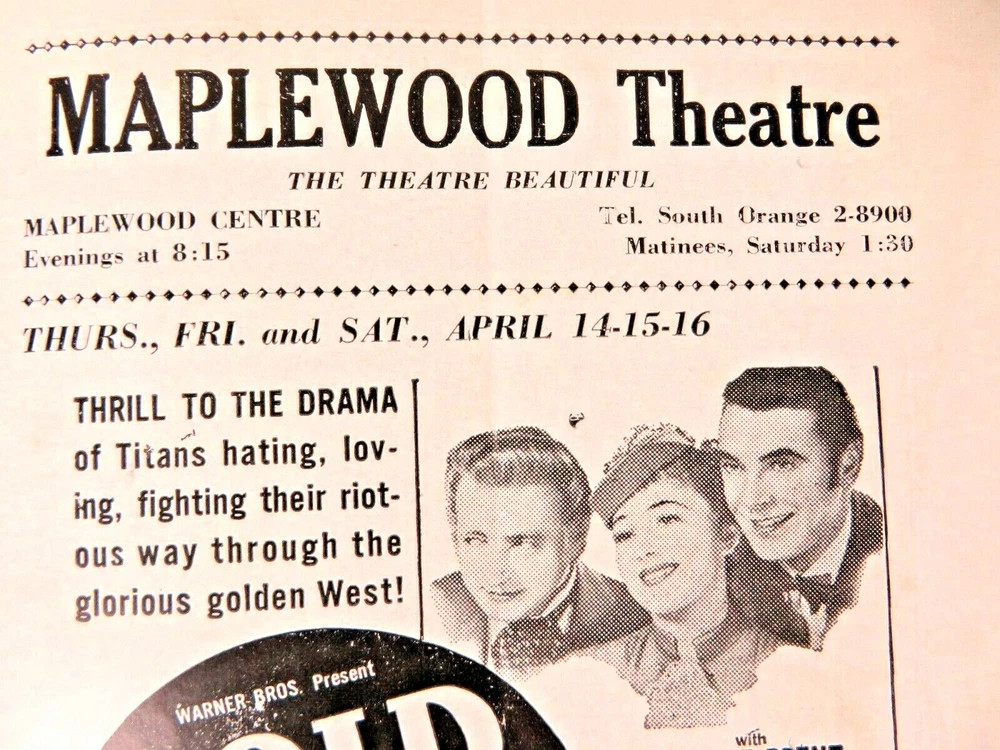 MAPLEWOOD Theatre
THE THEATRE BEAUTIFUL
MAPLEWOOD CENTRE
Evenings at 8:15
Tel. South Orange 2-8900
Matinees, Saturday 1:30
THURS., FRI. and SAT., APRIL 14-15-16
THRILL TO THE DRAMA
of Titans hating, lov-
ing, fighting their riot-
ous way through the
glorious golden West!
WARNER BROS. Present
with